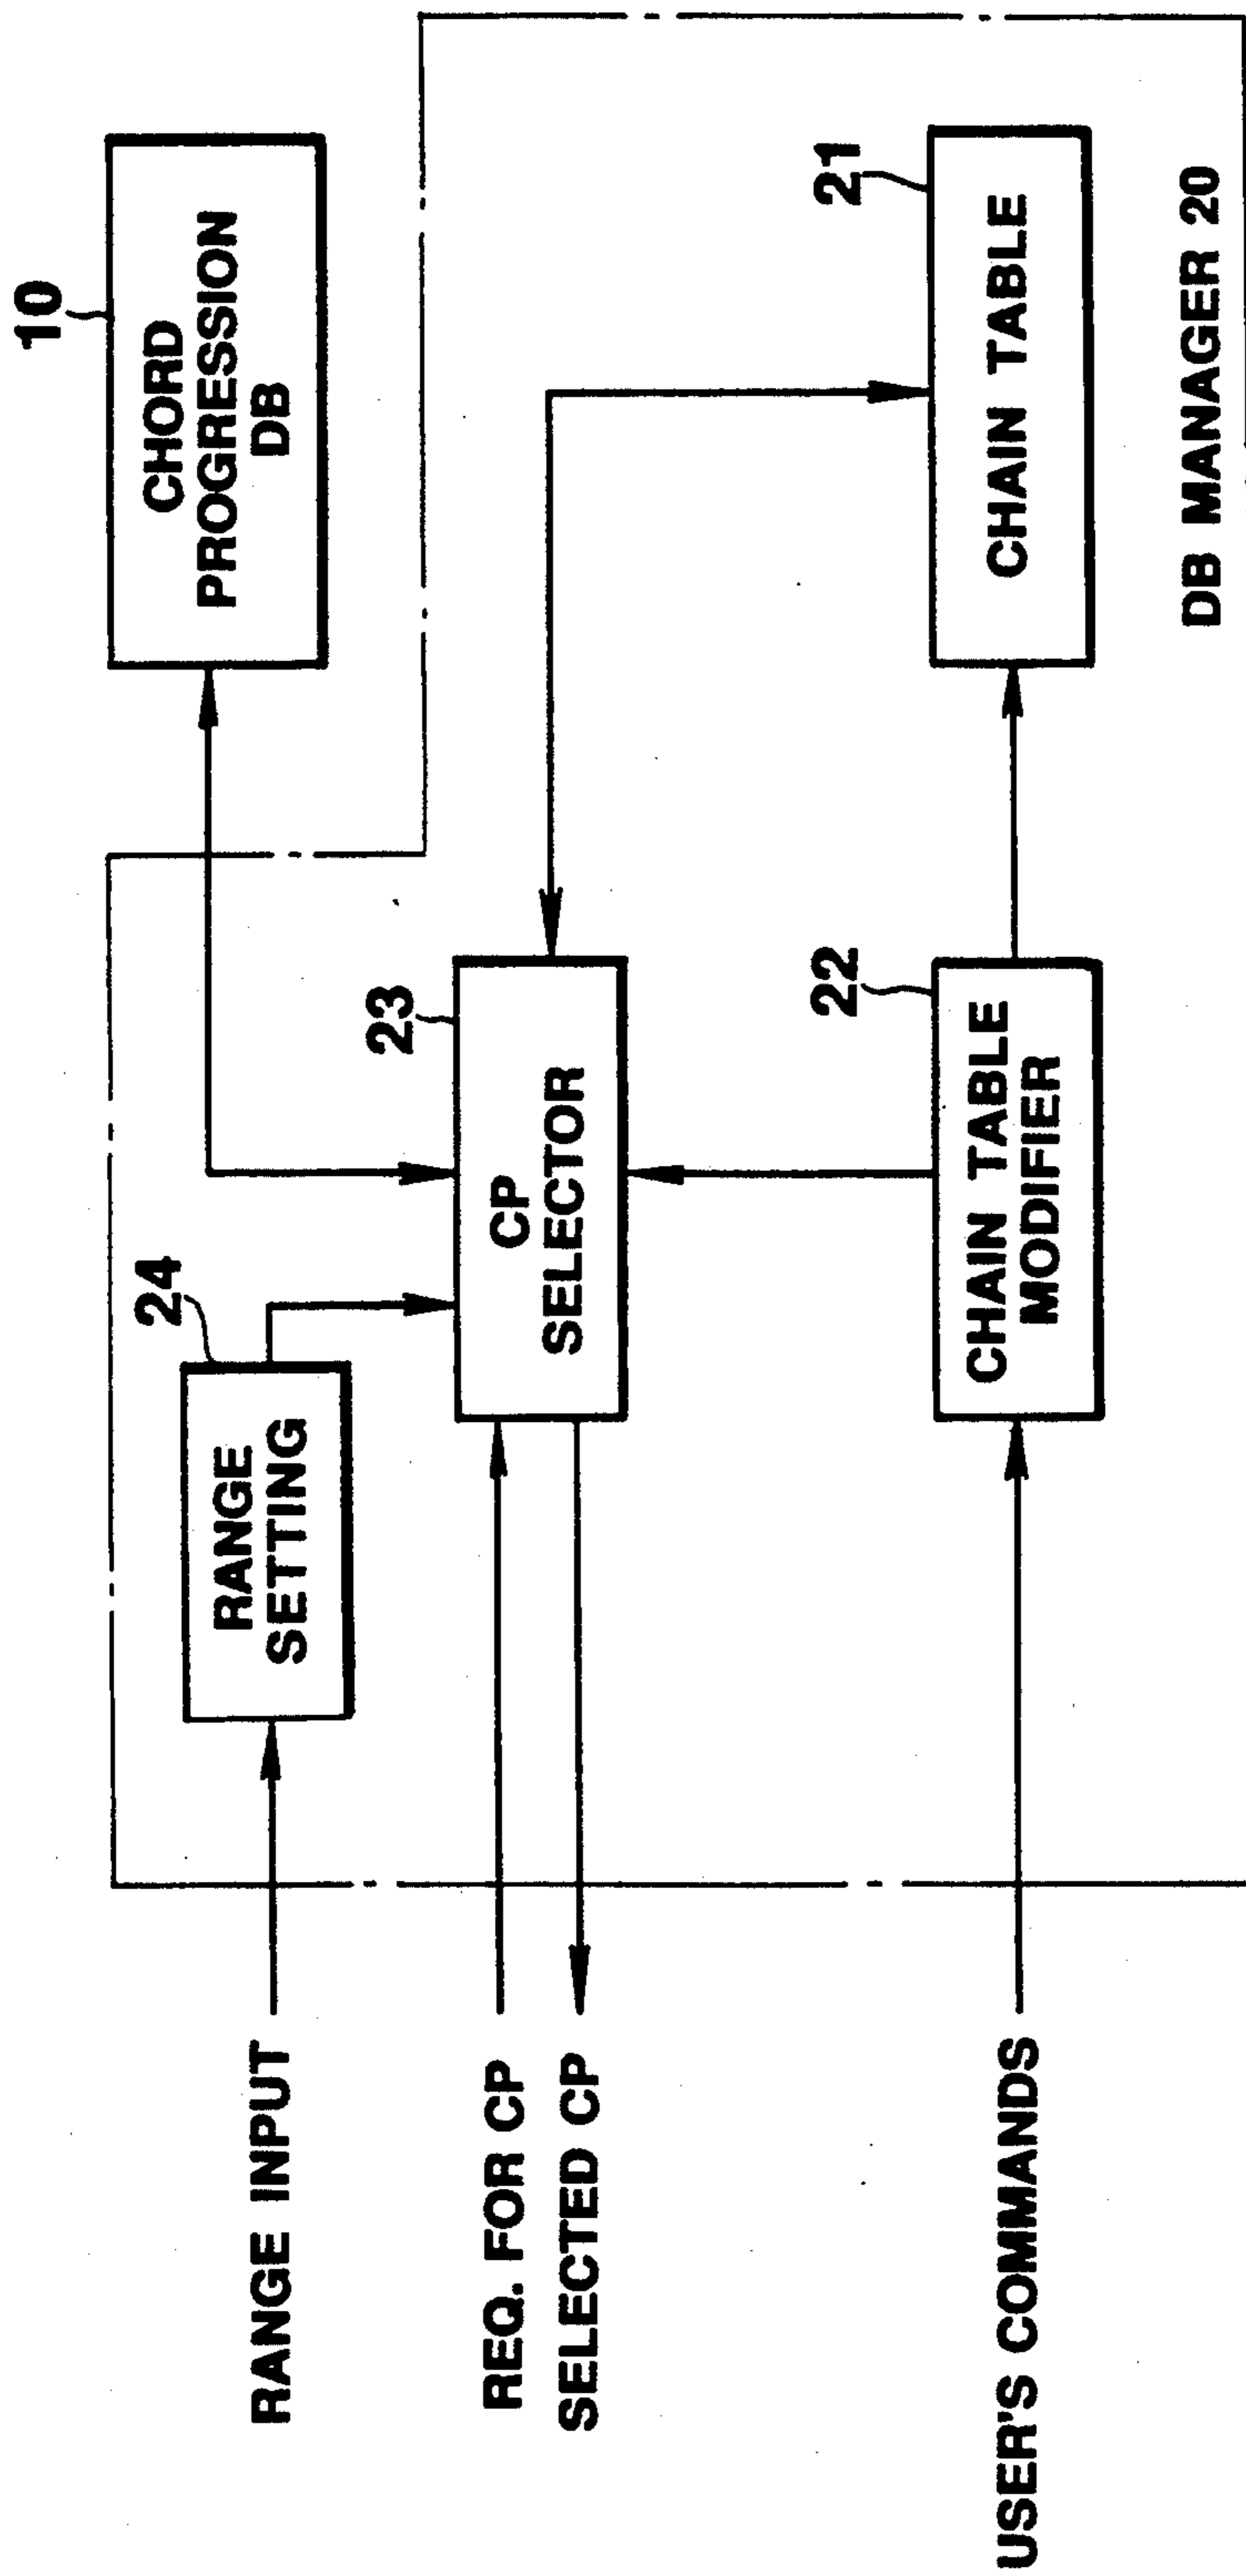 10
CHORD
PROGRESSION
DB
24
RANGE
SETTING
RANGE INPUT
23
CP
SELECTOR
REQ. FOR CP
SELECTED CP
21
CHAIN TABLE
22
CHAIN TABLE
MODIFIER
USER'S COMMANDS
DB MANAGER 20